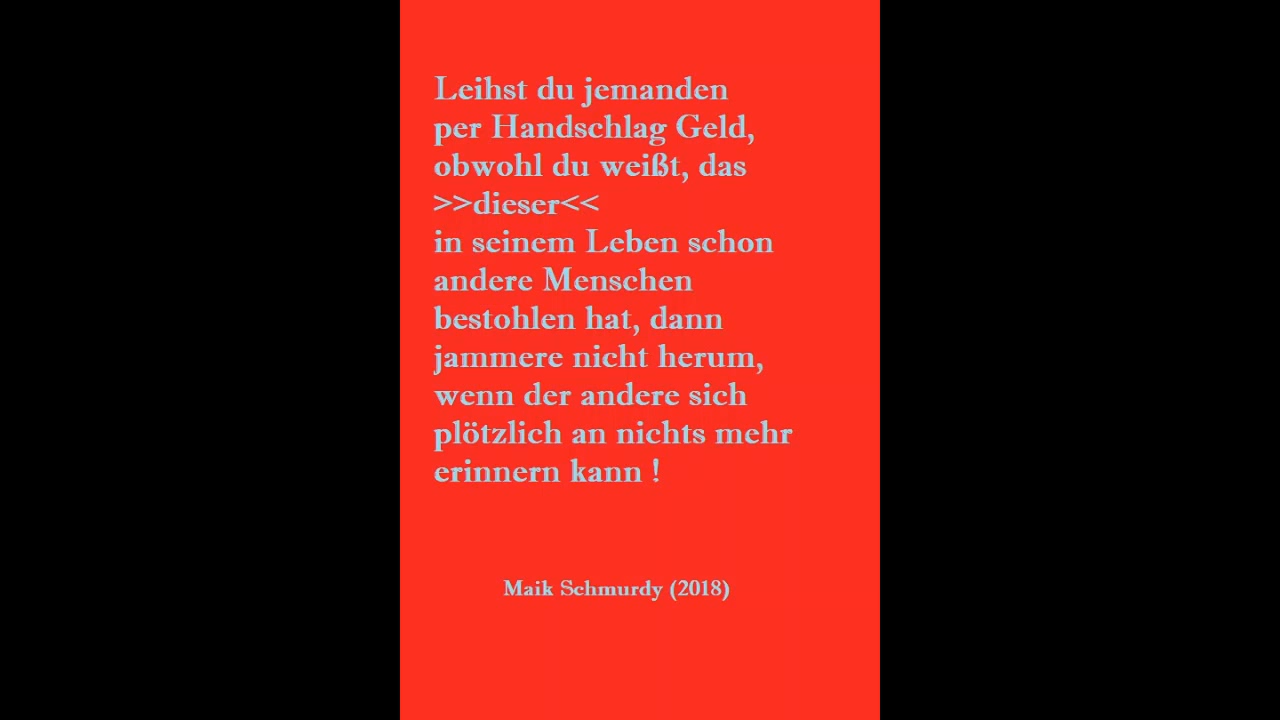 Leihst du jemanden
per Handschlag Geld,
obwohl du weißt, das
>>dieser<<
in seinem Leben schon
andere Menschen
bestohlen hat, dann
jammere nicht herum,
wenn der andere sich
plötzlich an nichts mehr
erinnern kann !
Maik Schmurdy (2018)